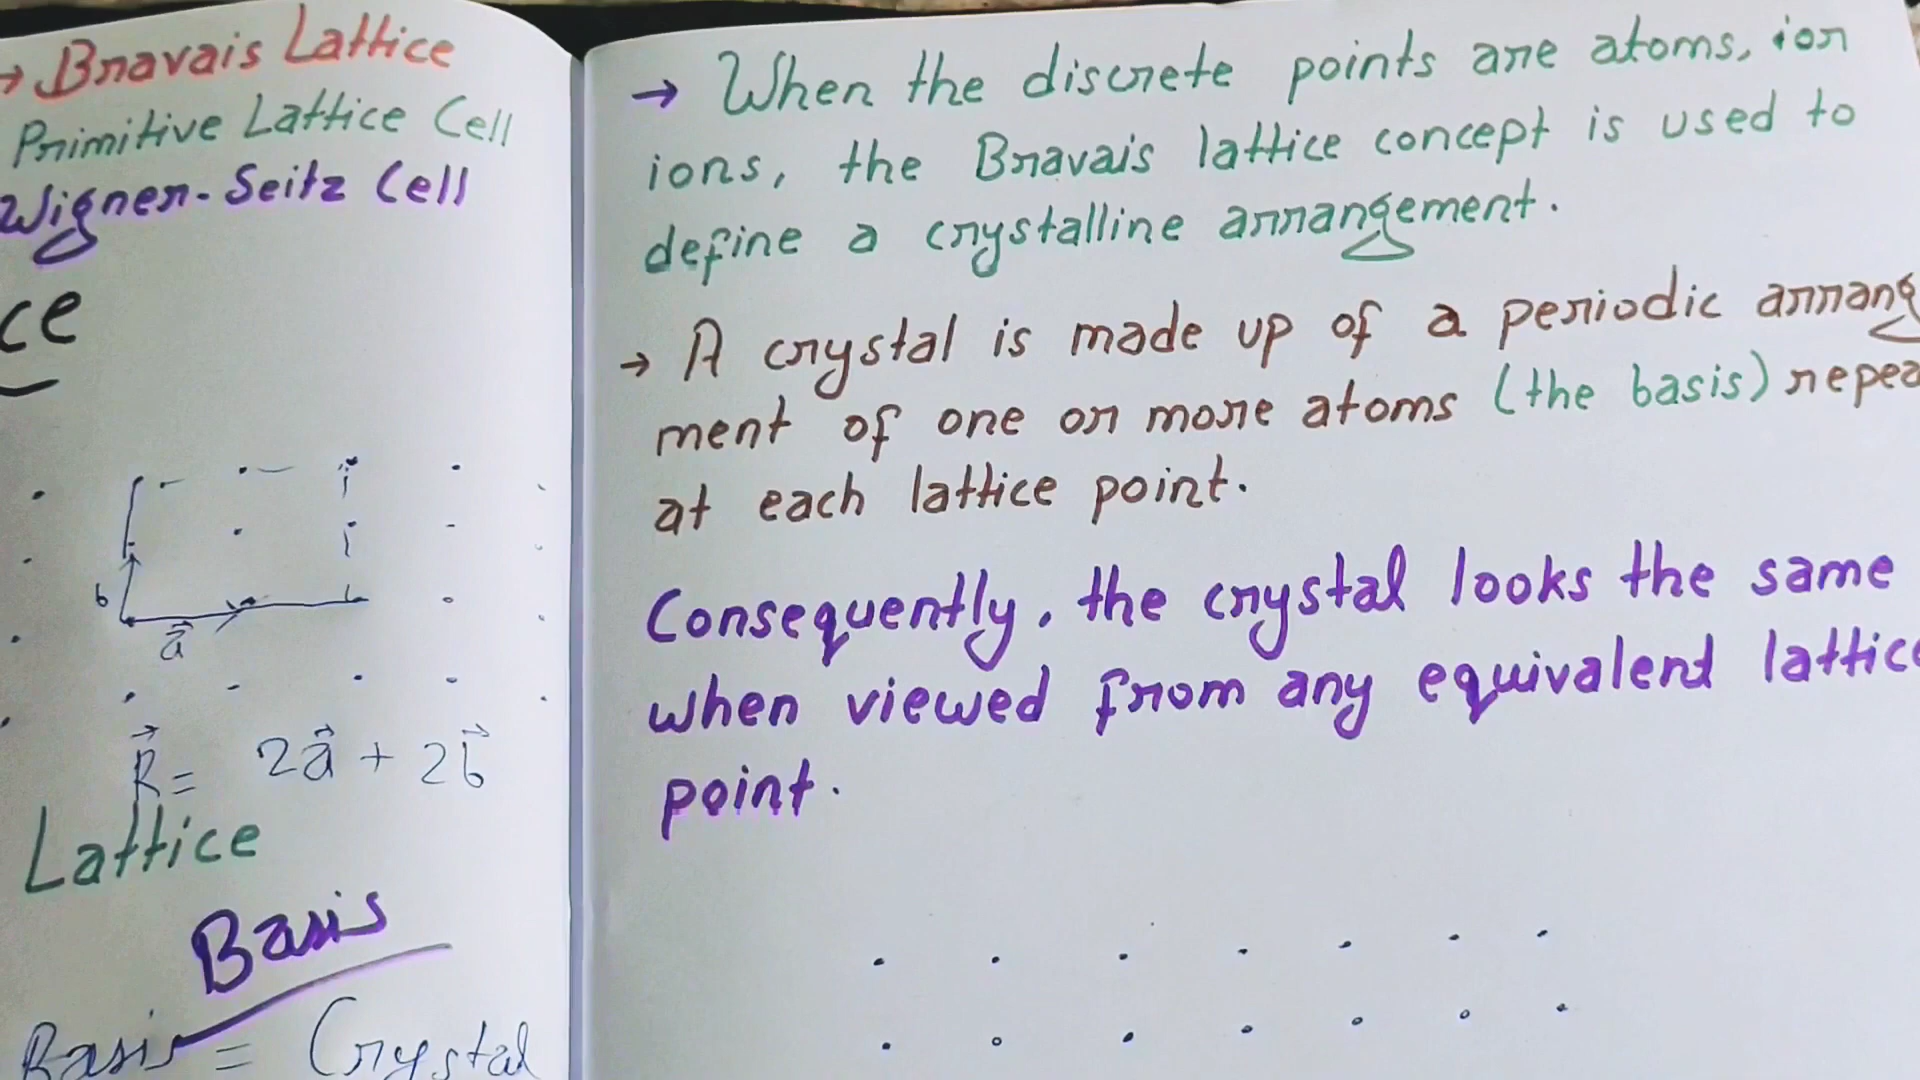 → Bravais Lattice
Primitive Lattice Cell
Wigner-Seitz Cell
ce
b
a⃗
R⃗ = 2a⃗ + 2b⃗
Lattice
Basis
Basis = Crystal
→ When the discrete points are atoms, ion
ions, the Bravais lattice concept is used to
define a crystalline arrangement.
→ A crystal is made up of a periodic arrang
ment of one or more atoms (the basis) repea
at each lattice point.
Consequently, the crystal looks the same
when viewed from any equivalent lattice
point.